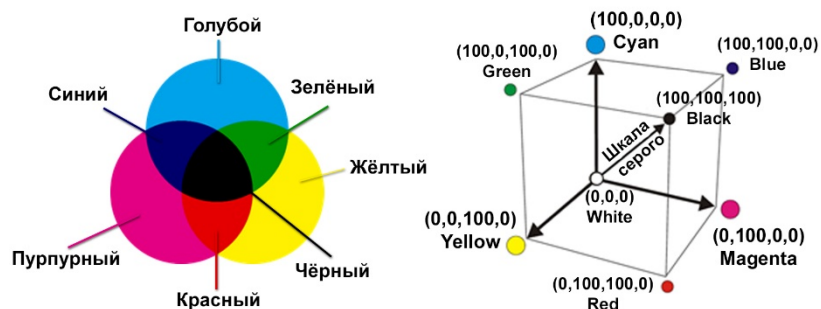 Голубой
Синий
Зелёный
Жёлтый
Пурпурный
Чёрный
Красный
(100,0,0,0)
Cyan
(100,0,100,0)
Green
(100,100,0,0)
Blue
(100,100,100)
Black
Шкала
серого
(0,0,0)
White
(0,0,100,0)
Yellow
(0,100,0,0)
Magenta
(0,100,100,0)
Red